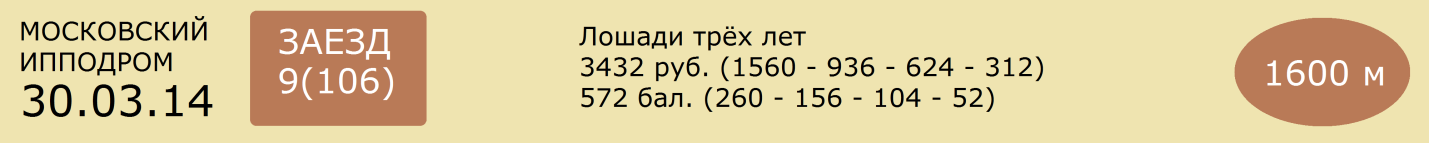 МОСКОВСКИЙ
ИППОДРОМ
30.03.14
ЗАЕЗД
9(106)
Лошади трёх лет
3432 руб. (1560 - 936 - 624 - 312)
572 бал. (260 - 156 - 104 - 52)
1600 м